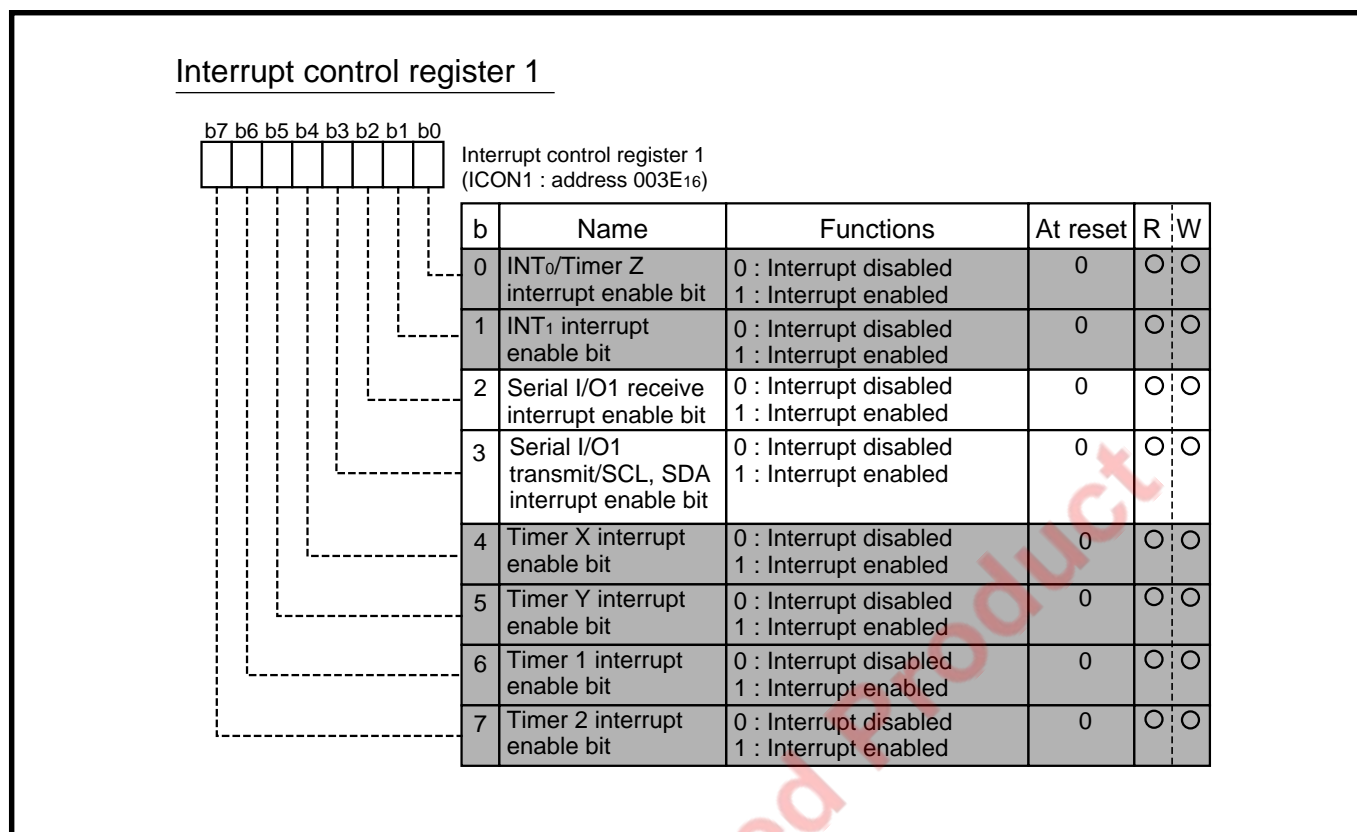 Interrupt control register 1
b7 b6 b5 b4 b3 b2 b1 b0
Interrupt control register 1
(ICON1 : address 003E16)
b Name Functions At reset R W
0 INT0/Timer Z interrupt enable bit 0 : Interrupt disabled 1 : Interrupt enabled 0 O O
1 INT1 interrupt enable bit 0 : Interrupt disabled 1 : Interrupt enabled 0 O O
2 Serial I/O1 receive interrupt enable bit 0 : Interrupt disabled 1 : Interrupt enabled 0 O O
3 Serial I/O1 transmit/SCL, SDA interrupt enable bit 0 : Interrupt disabled 1 : Interrupt enabled 0 O O
4 Timer X interrupt enable bit 0 : Interrupt disabled 1 : Interrupt enabled 0 O O
5 Timer Y interrupt enable bit 0 : Interrupt disabled 1 : Interrupt enabled 0 O O
6 Timer 1 interrupt enable bit 0 : Interrupt disabled 1 : Interrupt enabled 0 O O
7 Timer 2 interrupt enable bit 0 : Interrupt disabled 1 : Interrupt enabled 0 O O
ed Product